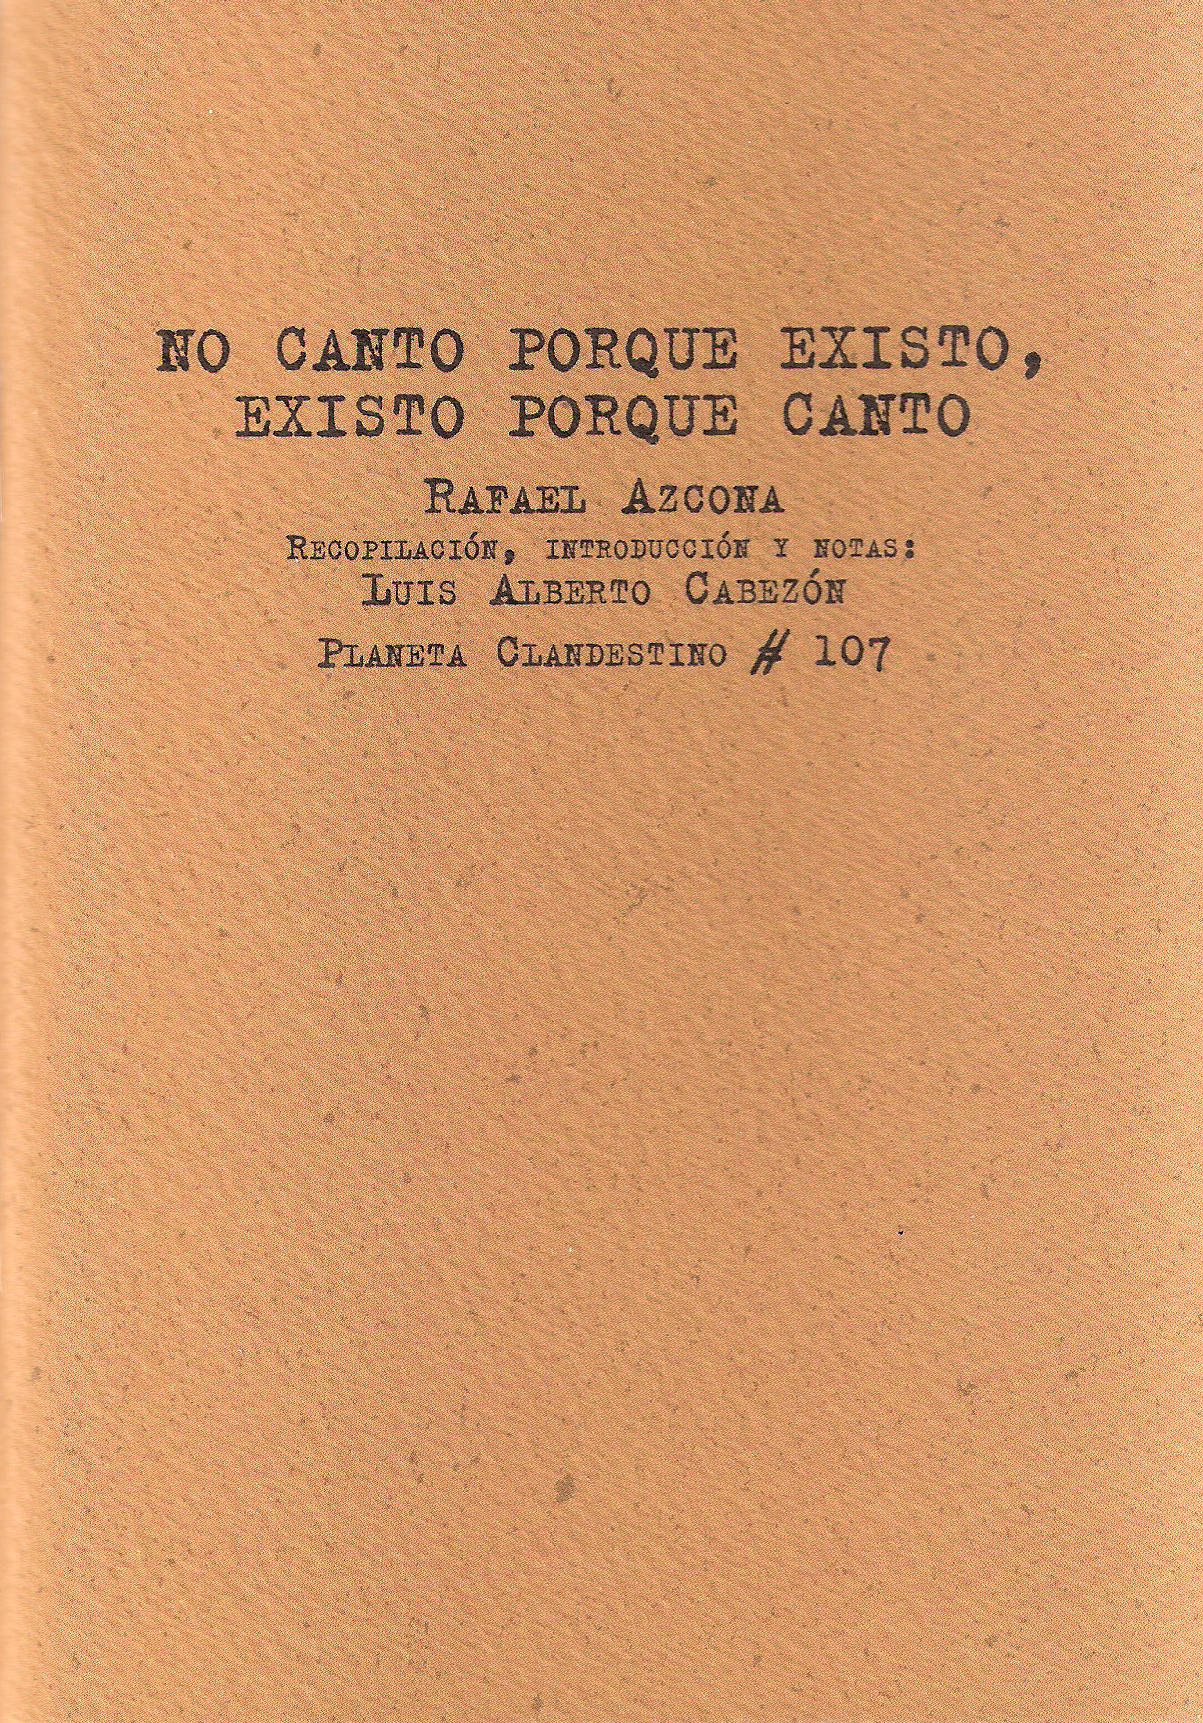 NO CANTO PORQUE EXISTO,
EXISTO PORQUE CANTO
RAFAEL AZCONA
RECOPILACIÓN, INTRODUCCIÓN Y NOTAS:
LUIS ALBERTO CABEZÓN
PLANETA CLANDESTINO # 107